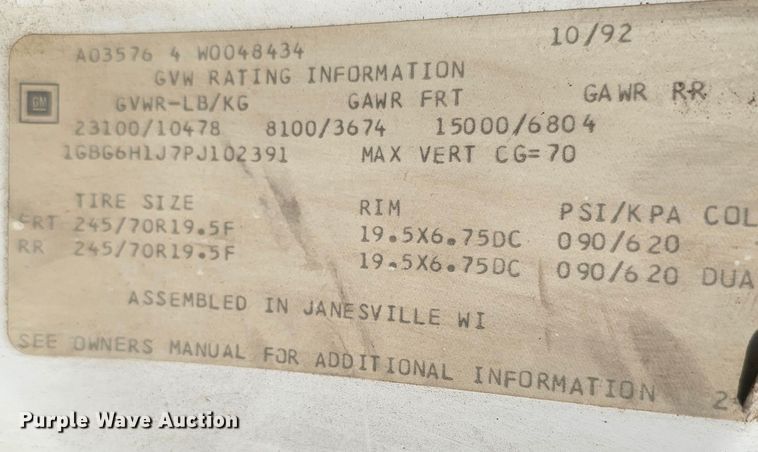 10/92
A03576 4 W0048434
GVW RATING INFORMATION
GM
GVWR-LB/KG GAWR FRT GAWR RR
23100/10478 8100/3674 15000/6804
1GBG6H1J7PJ102391 MAX VERT CG=70
TIRE SIZE RIM PSI/KPA COL
FRT 245/70R19.5F 19.5X6.75DC 090/620
RR 245/70R19.5F 19.5X6.75DC 090/620 DUA
ASSEMBLED IN JANESVILLE WI
SEE OWNERS MANUAL FOR ADDITIONAL INFORMATION 2-
Purple Wave Auction